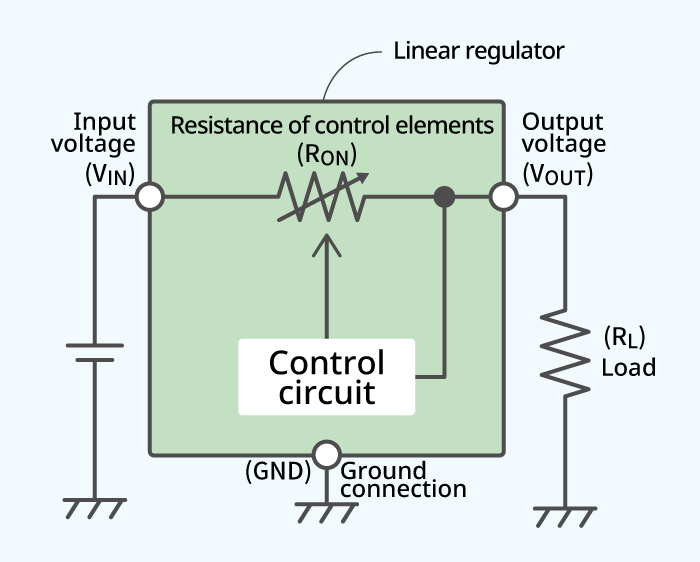 Linear regulator
Input
voltage
(VIN)
Resistance of control elements
(RON)
Output
voltage
(VOUT)
Control
circuit
(RL)
Load
(GND)
Ground
connection